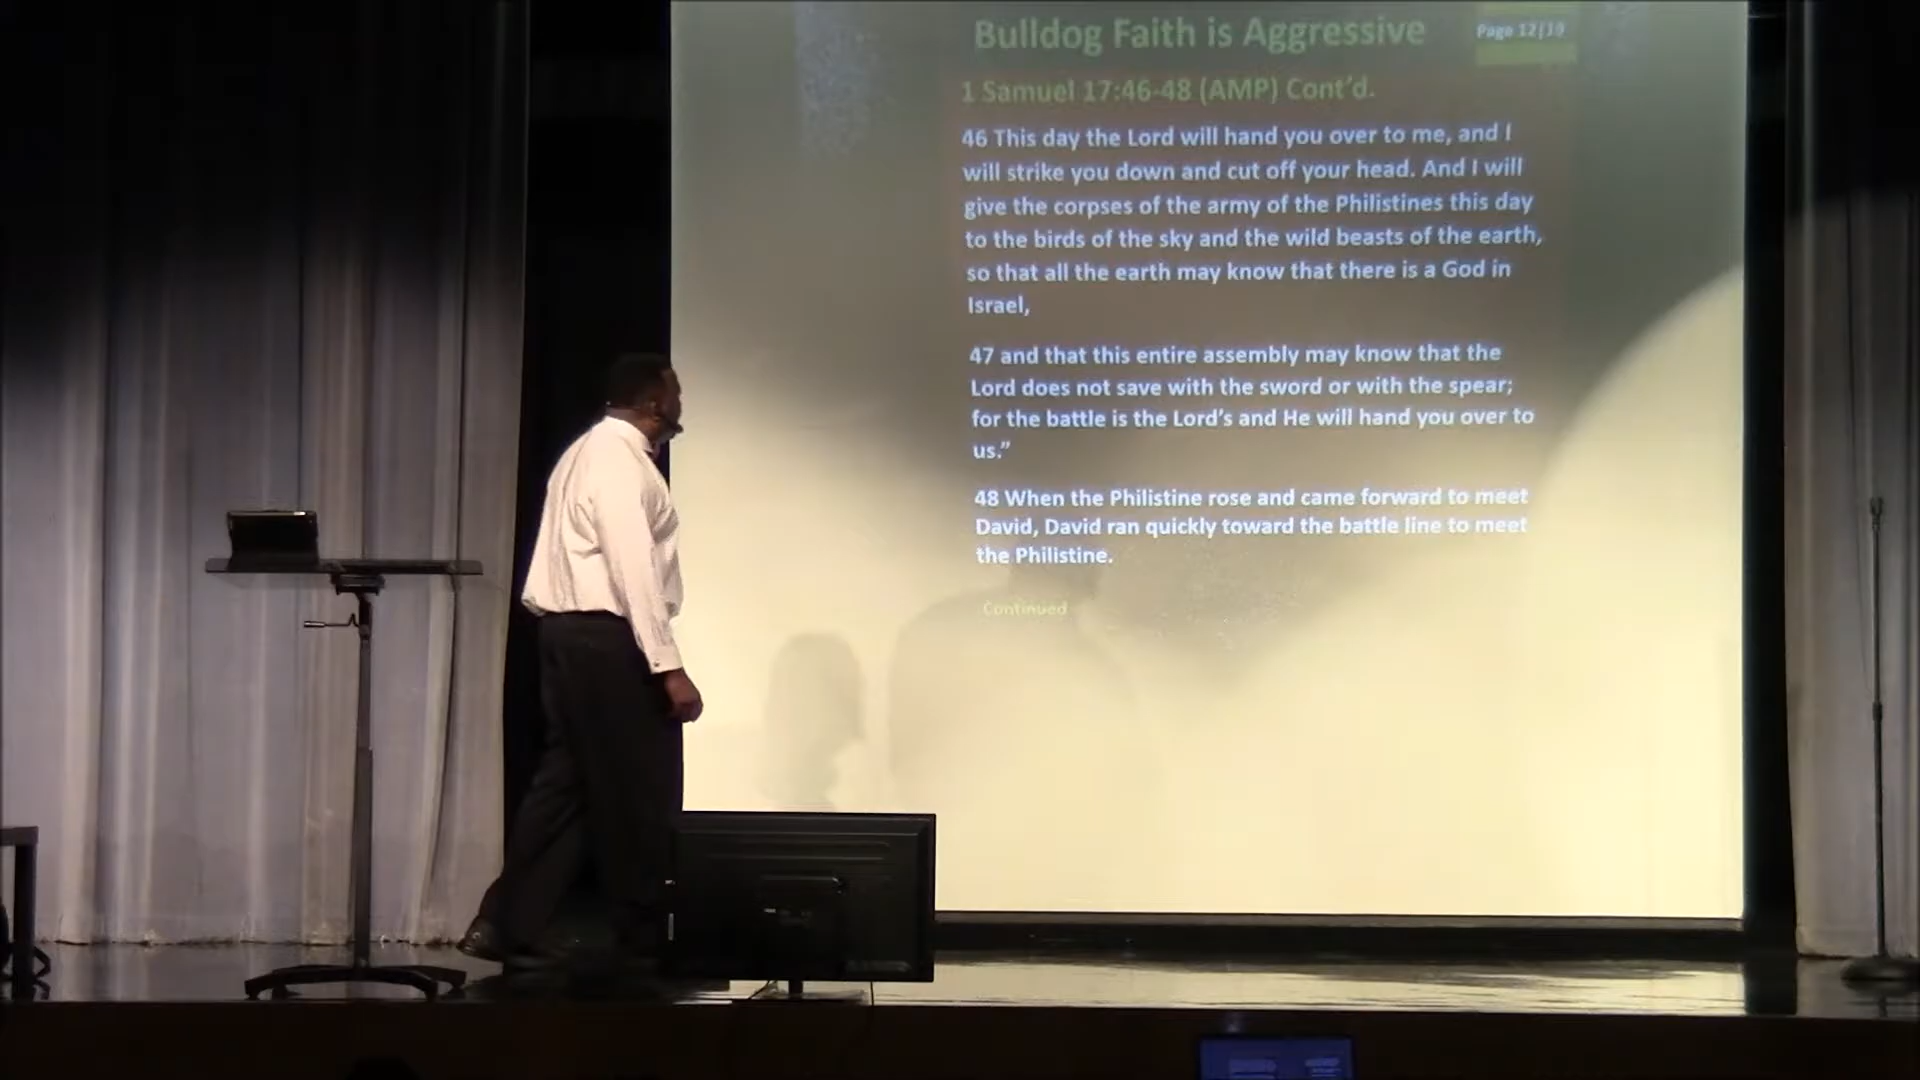 Bulldog Faith is Aggressive
Page 12|19
1 Samuel 17:46-48 (AMP) Cont'd.
46 This day the Lord will hand you over to me, and I
will strike you down and cut off your head. And I will
give the corpses of the army of the Philistines this day
to the birds of the sky and the wild beasts of the earth,
so that all the earth may know that there is a God in
Israel,
47 and that this entire assembly may know that the
Lord does not save with the sword or with the spear;
for the battle is the Lord's and He will hand you over to
us.”
48 When the Philistine rose and came forward to meet
David, David ran quickly toward the battle line to meet
the Philistine.
Continued